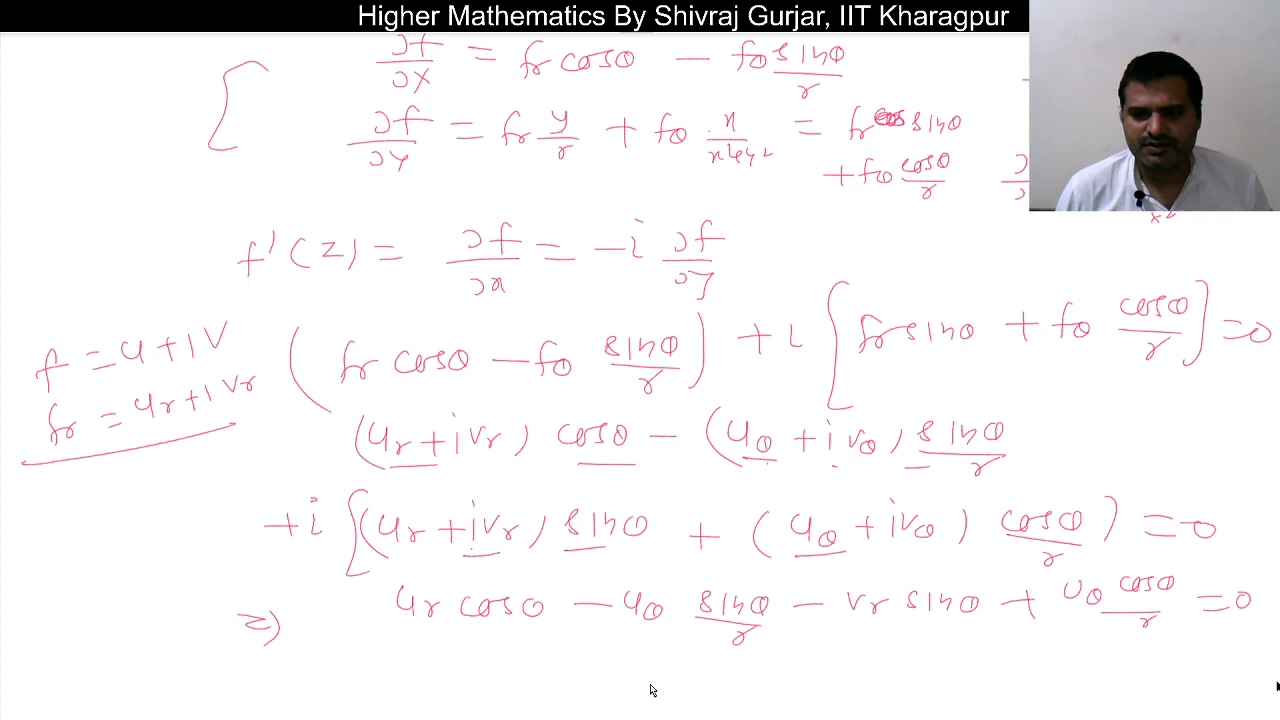 Higher Mathematics By Shivraj Gurjar, IIT Kharagpur
∂f/∂x = fr cosθ − fθ sinθ/r
∂f/∂y = fr y/r + fθ x/x²+y² = fr sinθ
+ fθ cosθ/r
f'(z) = ∂f/∂x = −i ∂f/∂y
f = u + iv
(fr cosθ − fθ sinθ/r) + i [fr sinθ + fθ cosθ/r] = 0
fr = ur + i vr
(ur + ivr) cosθ − (uθ + i vθ) sinθ/r
+ i [(ur + ivr) sinθ + (uθ + ivθ) cosθ/r) = 0
=> ur cosθ − uθ sinθ/r − vr sinθ + υθ cosθ/r = 0